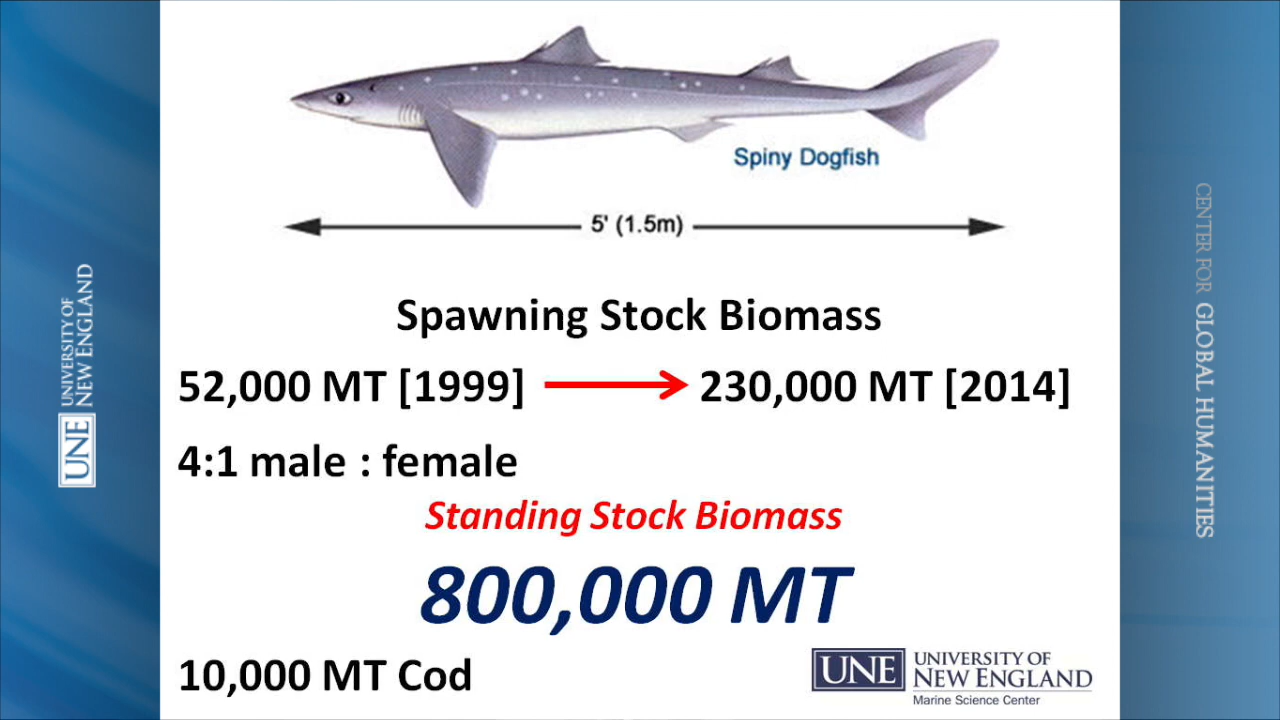 Spiny Dogfish
5' (1.5m)
Spawning Stock Biomass
52,000 MT [1999] 230,000 MT [2014]
4:1 male : female
Standing Stock Biomass
800,000 MT
10,000 MT Cod
UNE UNIVERSITY OF
NEW ENGLAND
Marine Science Center
UNE UNIVERSITY OF
NEW ENGLAND
CENTER FOR GLOBAL HUMANITIES